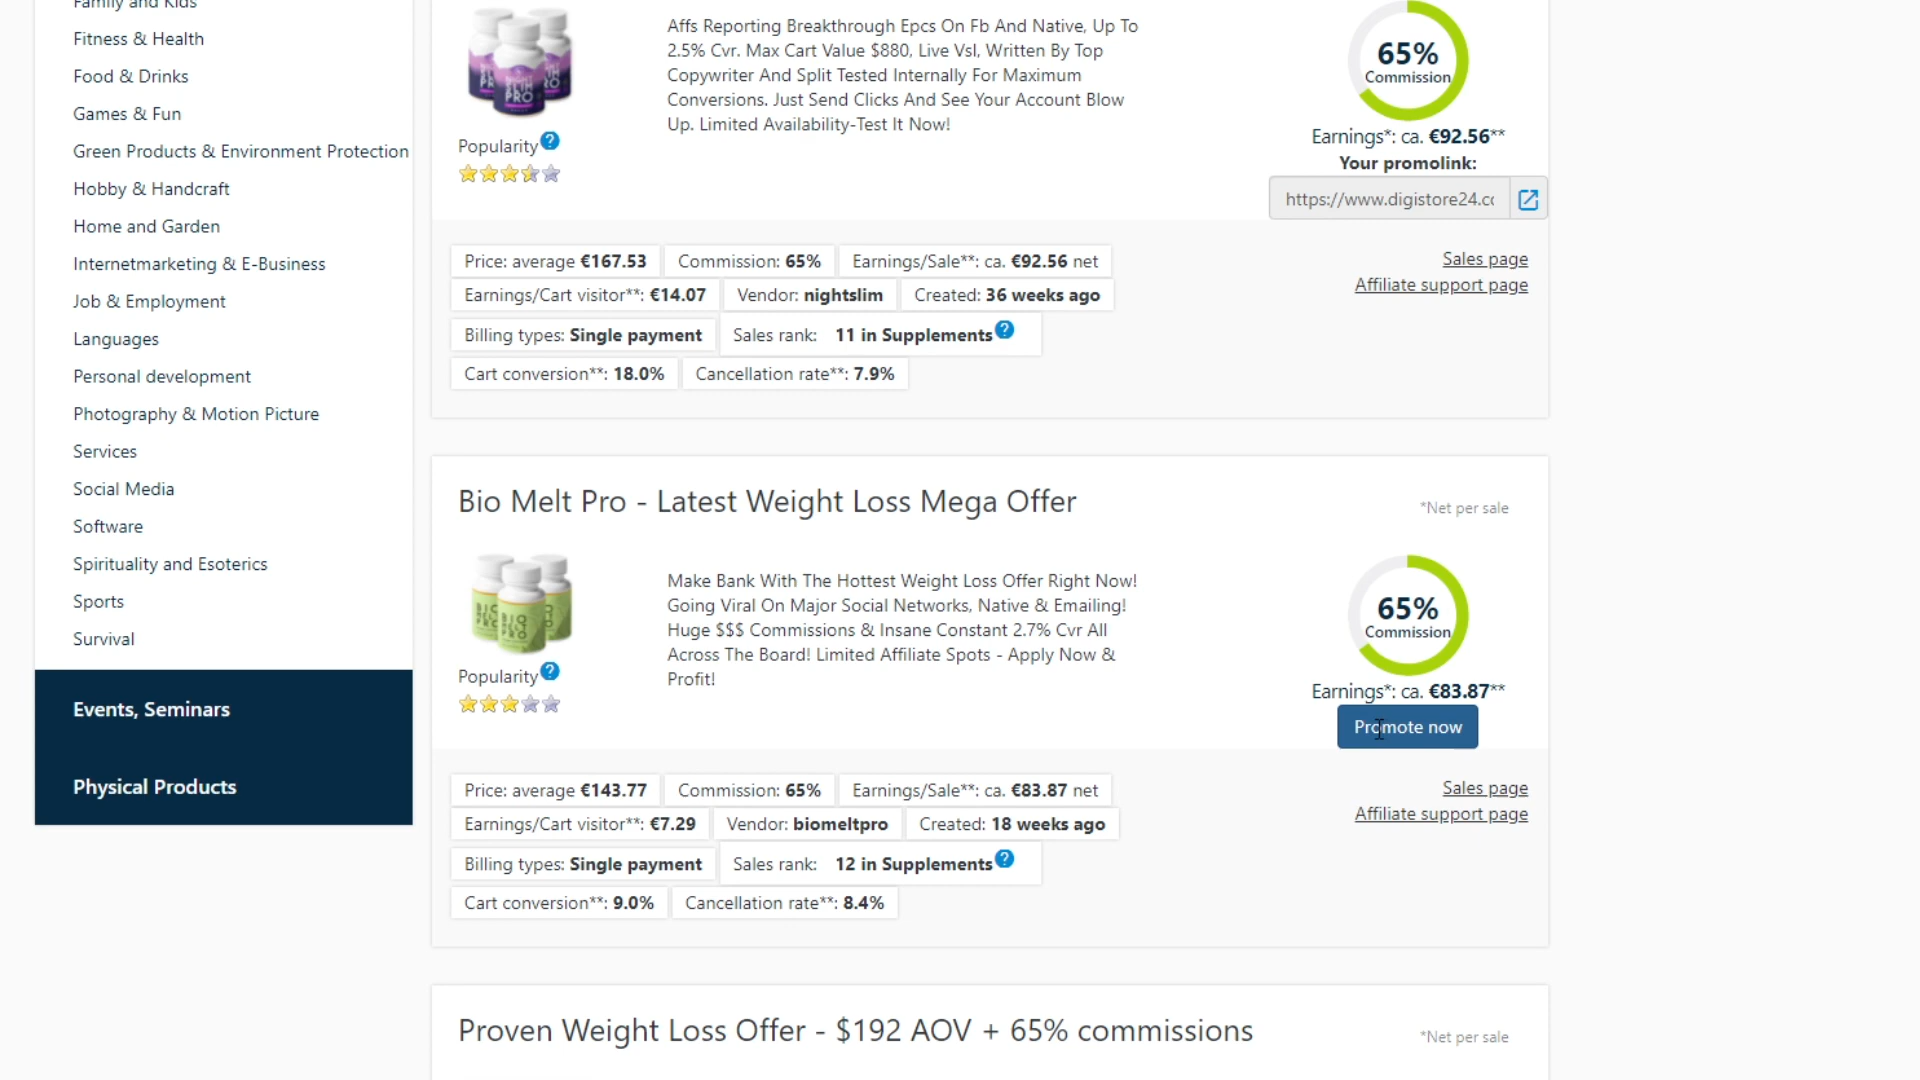 Family and Kids
Fitness & Health
Food & Drinks
Games & Fun
Green Products & Environment Protection
Hobby & Handcraft
Home and Garden
Internetmarketing & E-Business
Job & Employment
Languages
Personal development
Photography & Motion Picture
Services
Social Media
Software
Spirituality and Esoterics
Sports
Survival
Events, Seminars
Physical Products
NIGHT
SLIM
PRO
Popularity ?
Affs Reporting Breakthrough Epcs On Fb And Native, Up To
2.5% Cvr. Max Cart Value $880, Live Vsl, Written By Top
Copywriter And Split Tested Internally For Maximum
Conversions. Just Send Clicks And See Your Account Blow
Up. Limited Availability-Test It Now!
65%
Commission
Earnings*: ca. €92.56**
Your promolink:
https://www.digistore24.cc
Price: average €167.53 Commission: 65% Earnings/Sale**: ca. €92.56 net
Earnings/Cart visitor**: €14.07 Vendor: nightslim Created: 36 weeks ago
Billing types: Single payment Sales rank: 11 in Supplements ?
Cart conversion**: 18.0% Cancellation rate**: 7.9%
Sales page
Affiliate support page
Bio Melt Pro - Latest Weight Loss Mega Offer
*Net per sale
Popularity ?
Make Bank With The Hottest Weight Loss Offer Right Now!
Going Viral On Major Social Networks, Native & Emailing!
Huge $$$ Commissions & Insane Constant 2.7% Cvr All
Across The Board! Limited Affiliate Spots - Apply Now &
Profit!
65%
Commission
Earnings*: ca. €83.87**
Promote now
Price: average €143.77 Commission: 65% Earnings/Sale**: ca. €83.87 net
Earnings/Cart visitor**: €7.29 Vendor: biomeltpro Created: 18 weeks ago
Billing types: Single payment Sales rank: 12 in Supplements ?
Cart conversion**: 9.0% Cancellation rate**: 8.4%
Sales page
Affiliate support page
Proven Weight Loss Offer - $192 AOV + 65% commissions
*Net per sale